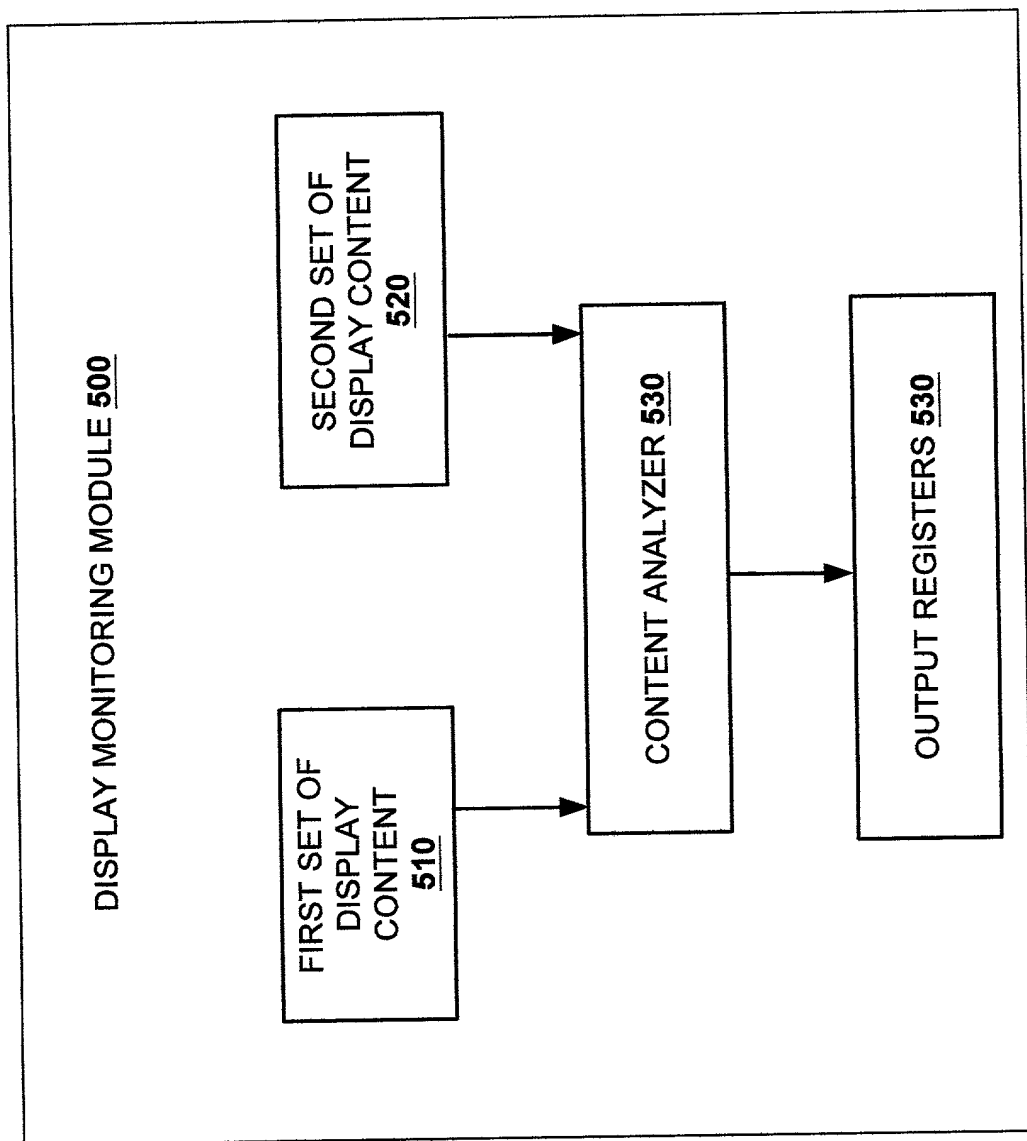 DISPLAY MONITORING MODULE 500
FIRST SET OF
DISPLAY
CONTENT
510
SECOND SET OF
DISPLAY CONTENT
520
CONTENT ANALYZER 530
OUTPUT REGISTERS 530